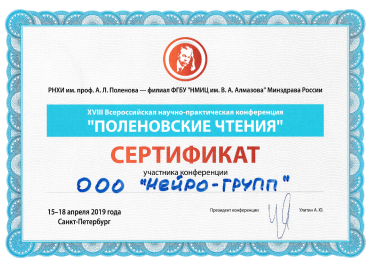 РНХИ им. проф. А. Л. Поленова — филиал ФГБУ "НМИЦ им. В. А. Алмазова" Минздрава России
XVIII Всероссийская научно-практическая конференция
"ПОЛЕНОВСКИЕ ЧТЕНИЯ"
СЕРТИФИКАТ
участника конференции
ООО "Нейро-групп"
15–18 апреля 2019 года
Санкт-Петербург
Президент конференции
Улитин А. Ю.